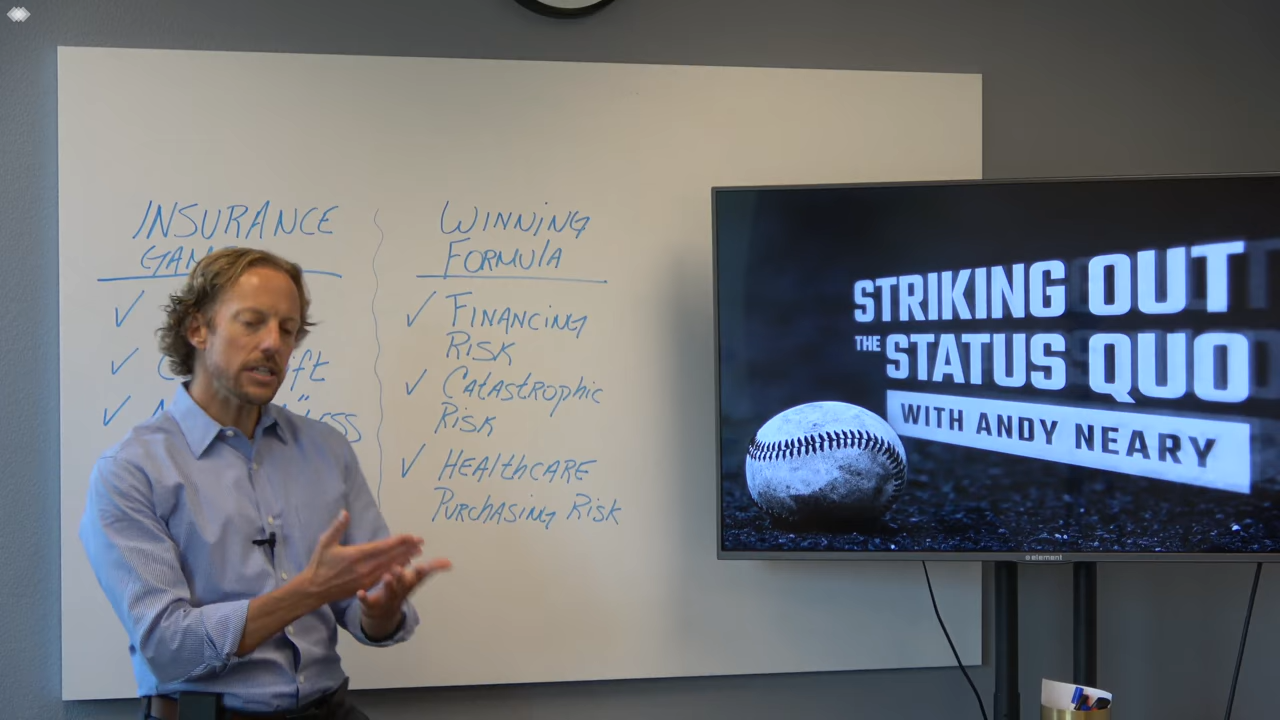 INSURANCE
WINNING
FORMULA
✓
✓ FINANCING
RISK
✓
✓ CATASTROPHIC
RISK
✓
✓ HEALTHCARE
PURCHASING RISK
STRIKING OUT
THE STATUS QUO
WITH ANDY NEARY
element